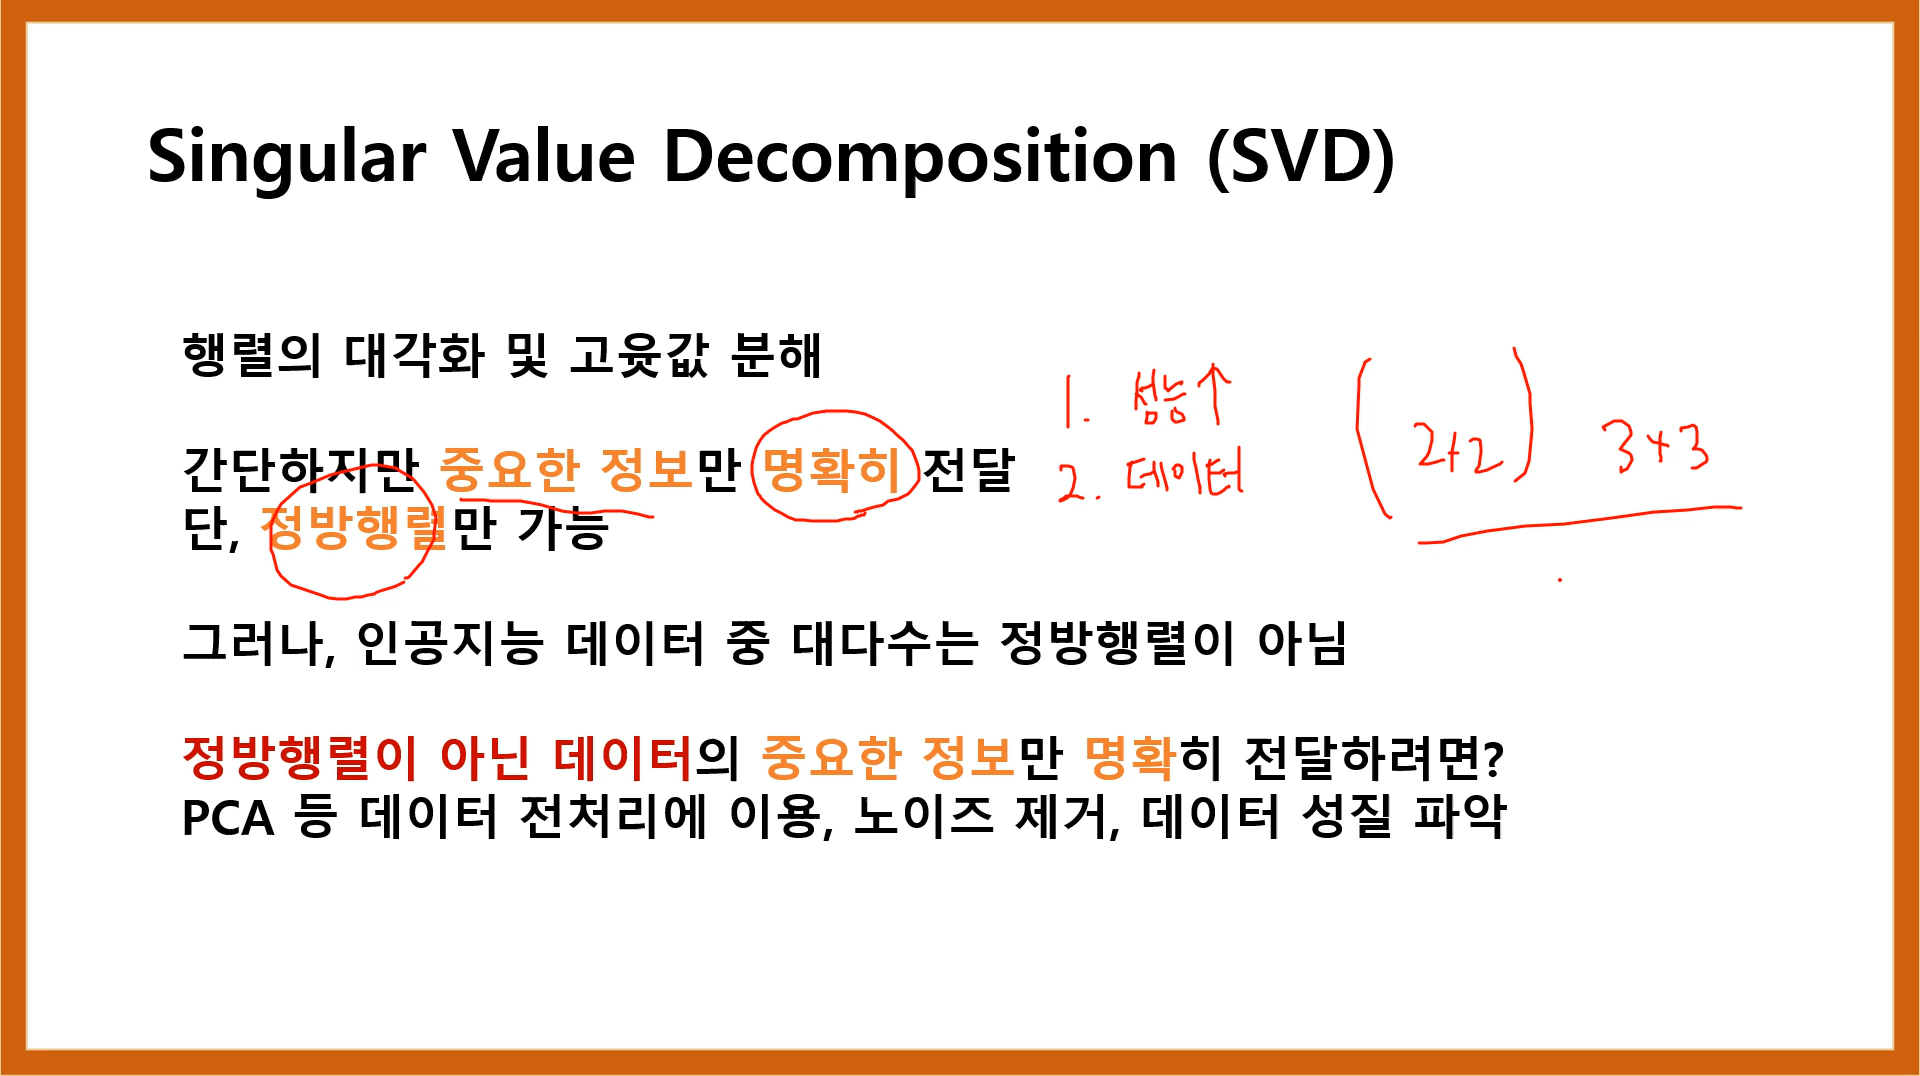 Singular Value Decomposition (SVD)
행렬의 대각화 및 고윳값 분해
간단하지만 중요한 정보만 명확히 전달
단, 정방행렬만 가능
1. 성능↑
2. 데이터
2×2 3×3
그러나, 인공지능 데이터 중 대다수는 정방행렬이 아님
정방행렬이 아닌 데이터의 중요한 정보만 명확히 전달하려면?
PCA 등 데이터 전처리에 이용, 노이즈 제거, 데이터 성질 파악